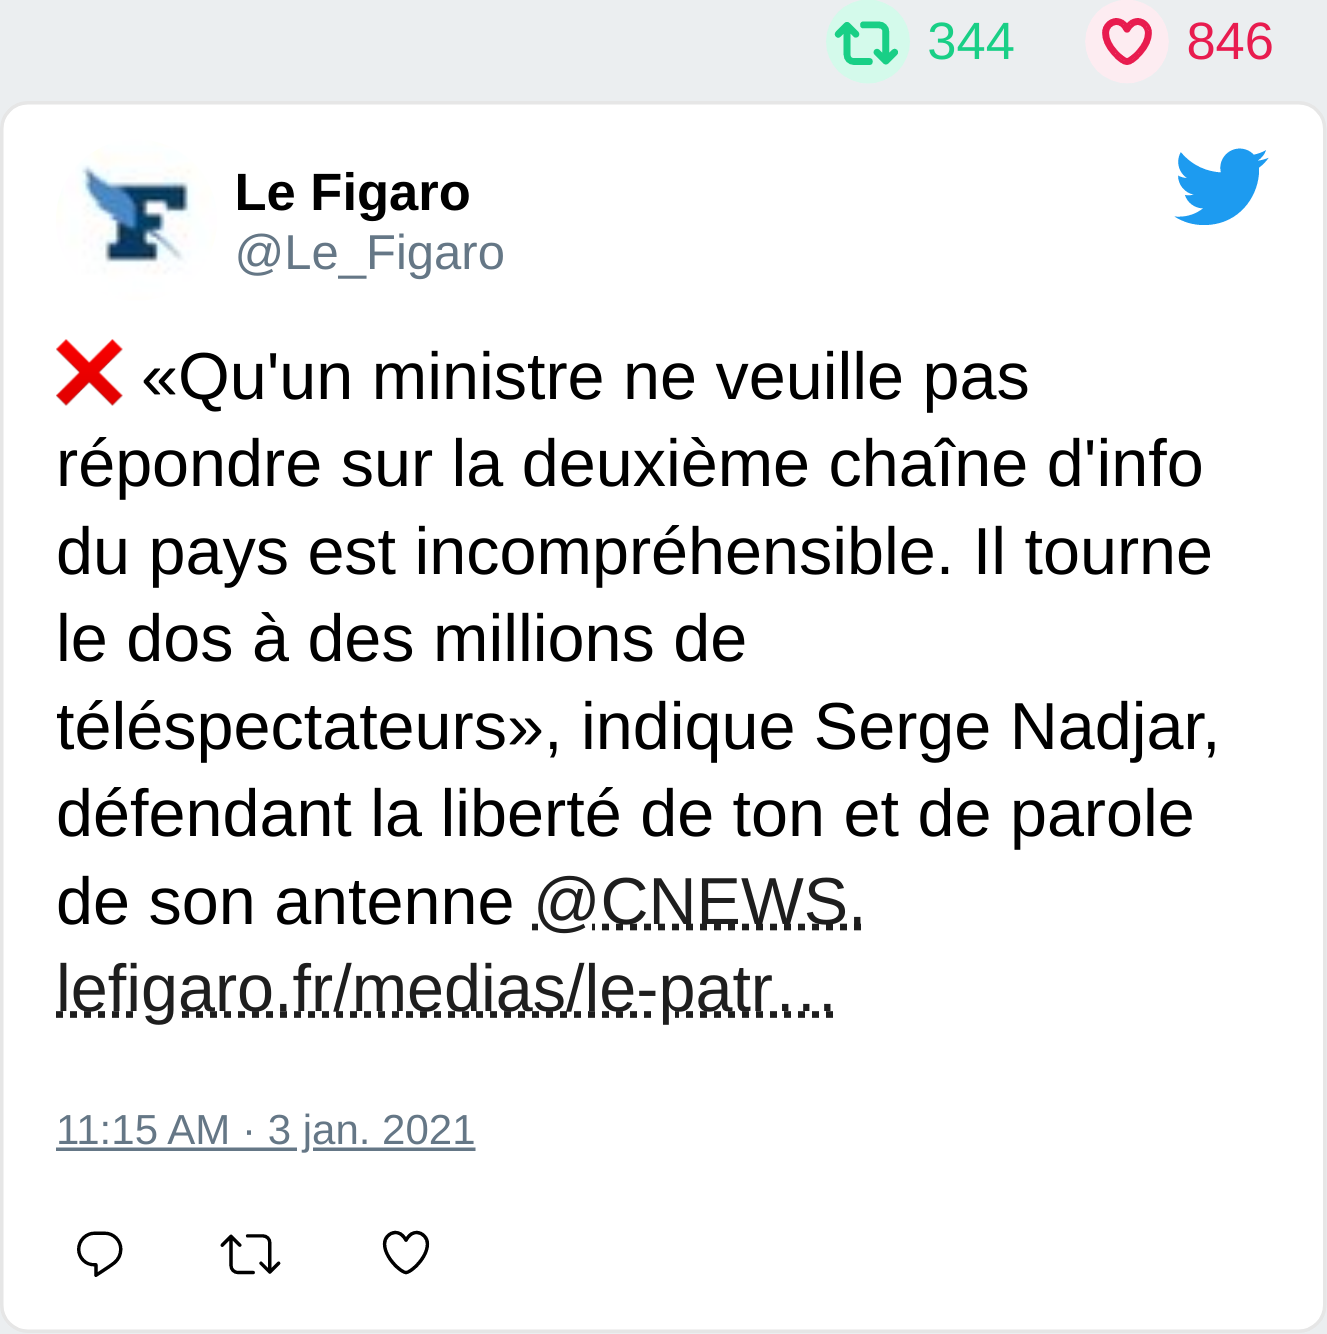 344 846
Le Figaro
@Le_Figaro
❌ «Qu'un ministre ne veuille pas
répondre sur la deuxième chaîne d'info
du pays est incompréhensible. Il tourne
le dos à des millions de
téléspectateurs», indique Serge Nadjar,
défendant la liberté de ton et de parole
de son antenne @CNEWS.
lefigaro.fr/medias/le-patr…
11:15 AM · 3 jan. 2021